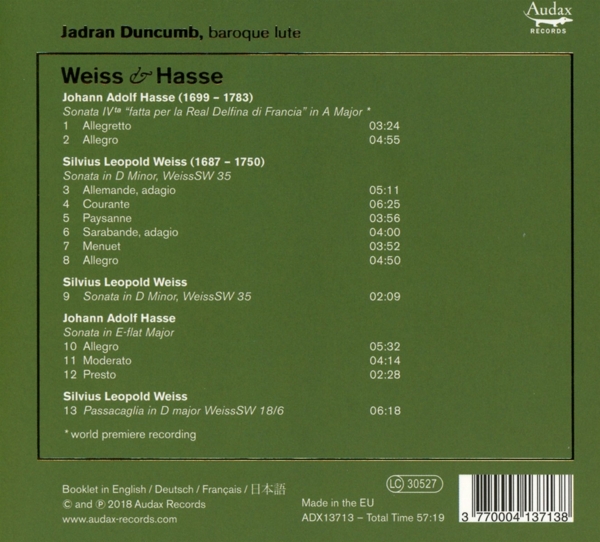 Jadran Duncumb, baroque lute
Audax
RECORDS
Weiss & Hasse
Johann Adolf Hasse (1699 – 1783)
Sonata IVta "fatta per la Real Delfina di Francia" in A Major *
1 Allegretto 03:24
2 Allegro 04:55
Silvius Leopold Weiss (1687 – 1750)
Sonata in D Minor, WeissSW 35
3 Allemande, adagio 05:11
4 Courante 06:25
5 Paysanne 03:56
6 Sarabande, adagio 04:00
7 Menuet 03:52
8 Allegro 04:50
Silvius Leopold Weiss
9 Sonata in D Minor, WeissSW 35 02:09
Johann Adolf Hasse
Sonata in E-flat Major
10 Allegro 05:32
11 Moderato 04:14
12 Presto 02:28
Silvius Leopold Weiss
13 Passacaglia in D major WeissSW 18/6 06:18
* world premiere recording
Booklet in English / Deutsch / Français / 日本語
© and ℗ 2018 Audax Records
www.audax-records.com
LC 30527
Made in the EU
ADX13713 – Total Time 57:19
3 770004 137138